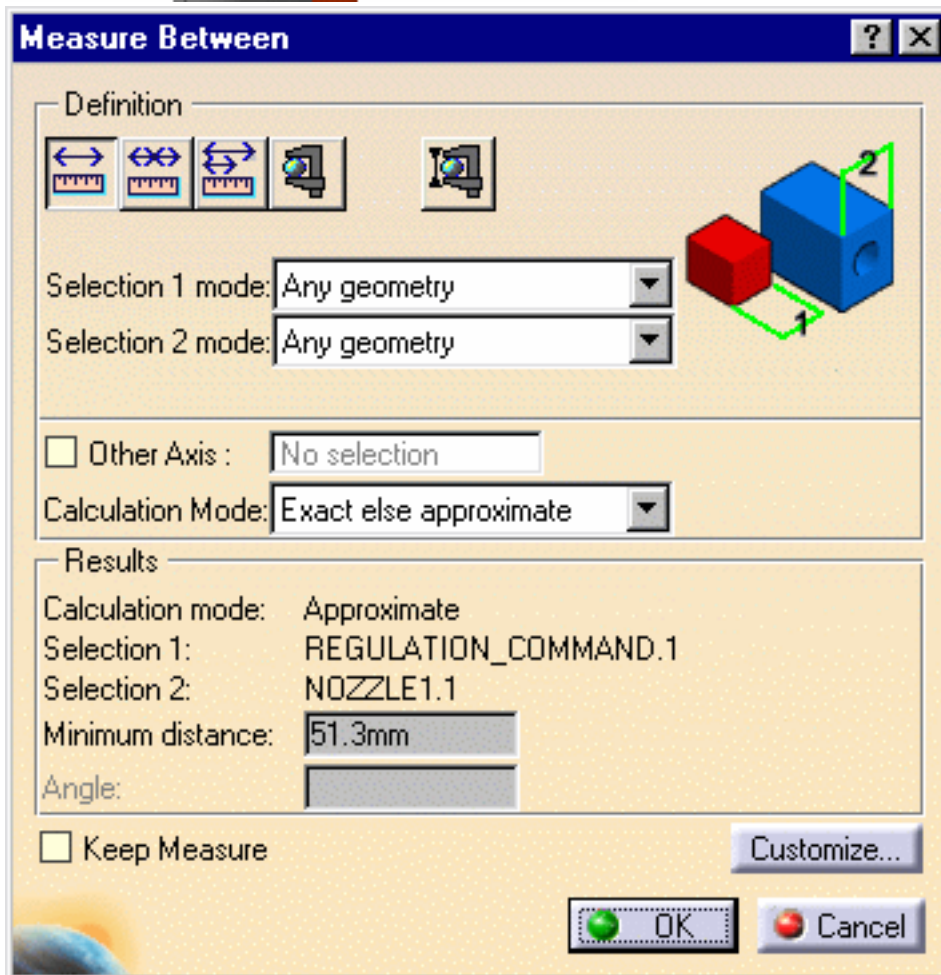 Measure Between
Definition
2
1
Selection 1 mode: Any geometry
Selection 2 mode: Any geometry
Other Axis : No selection
Calculation Mode: Exact else approximate
Results
Calculation mode: Approximate
Selection 1: REGULATION_COMMAND.1
Selection 2: NOZZLE1.1
Minimum distance: 51.3mm
Angle:
Keep Measure
Customize...
OK Cancel